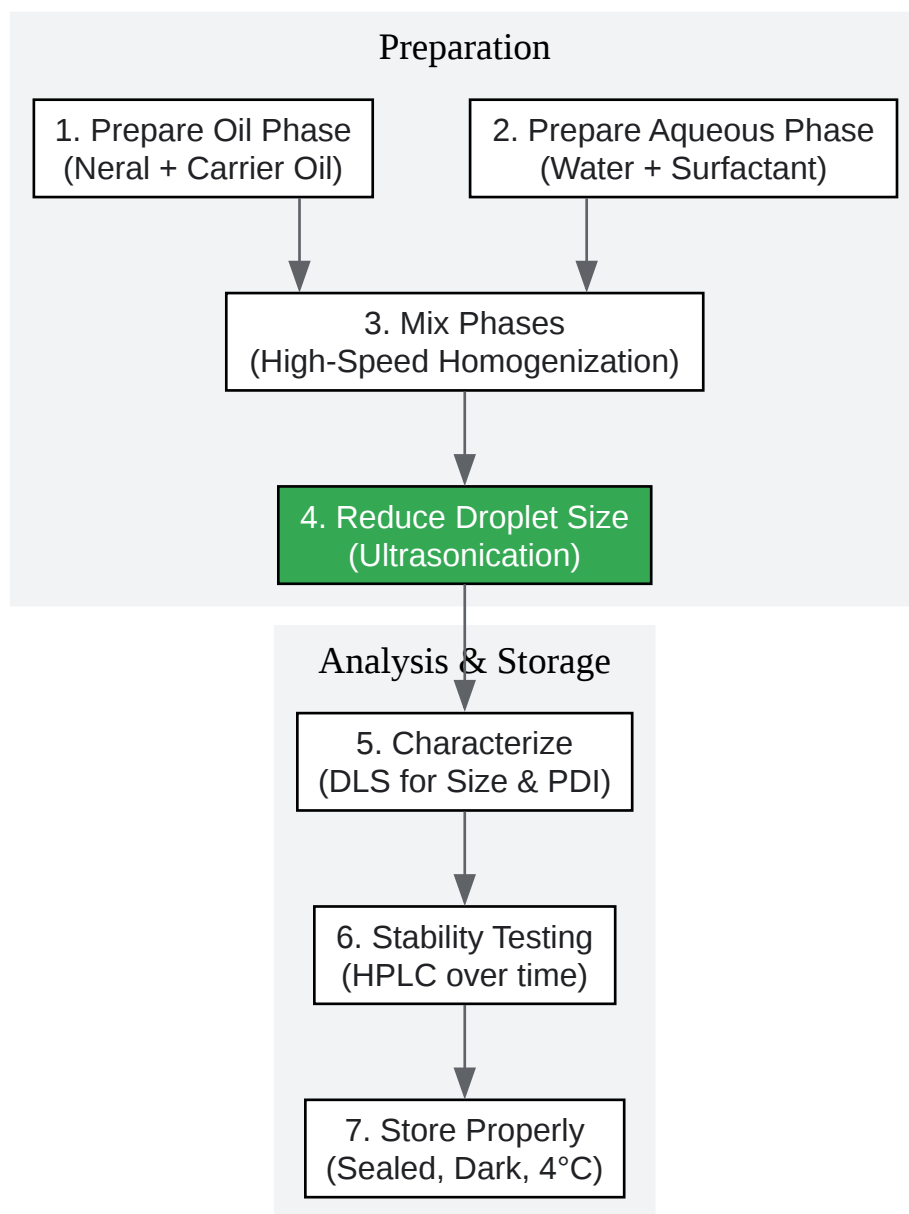 Preparation
1. Prepare Oil Phase
(Neral + Carrier Oil)
2. Prepare Aqueous Phase
(Water + Surfactant)
3. Mix Phases
(High-Speed Homogenization)
4. Reduce Droplet Size
(Ultrasonication)
Analysis & Storage
5. Characterize
(DLS for Size & PDI)
6. Stability Testing
(HPLC over time)
7. Store Properly
(Sealed, Dark, 4°C)